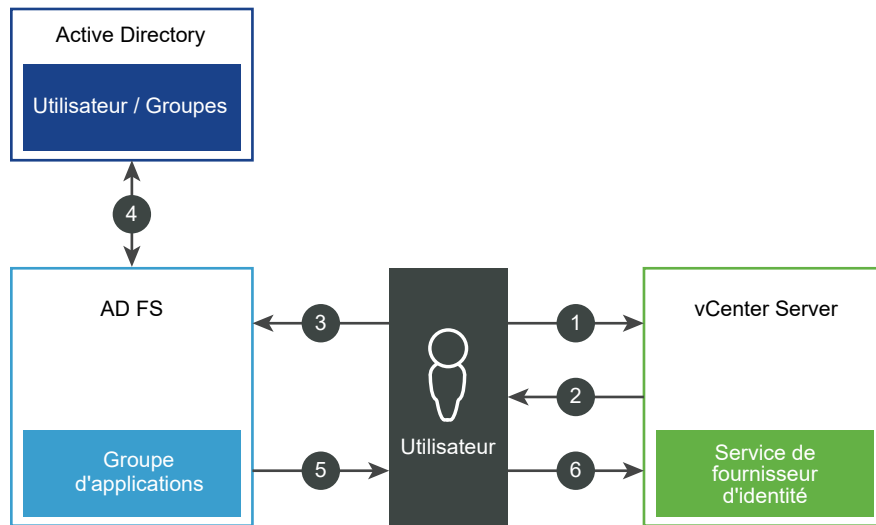 Active Directory
Utilisateur / Groupes
4
AD FS
vCenter Server
3
1
2
Utilisateur
Groupe
d'applications
5
6
Service de
fournisseur
d'identité